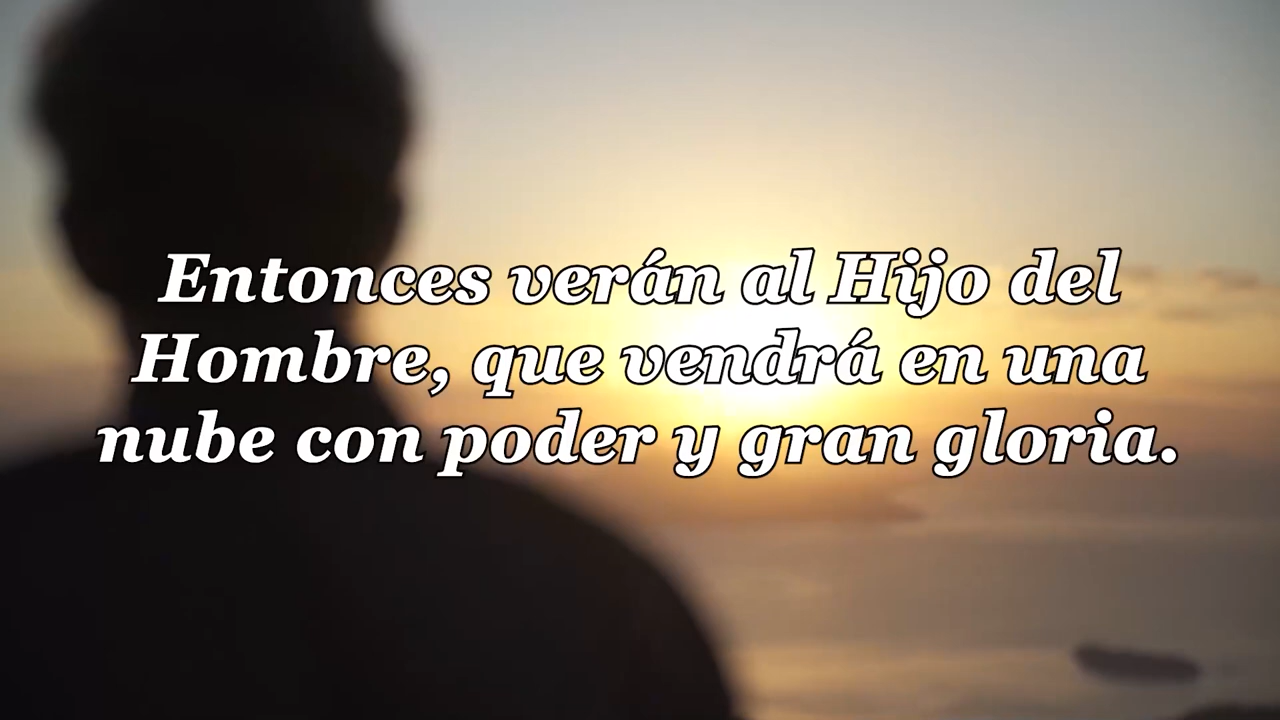 Entonces verán al Hijo del
Hombre, que vendrá en una
nube con poder y gran gloria.